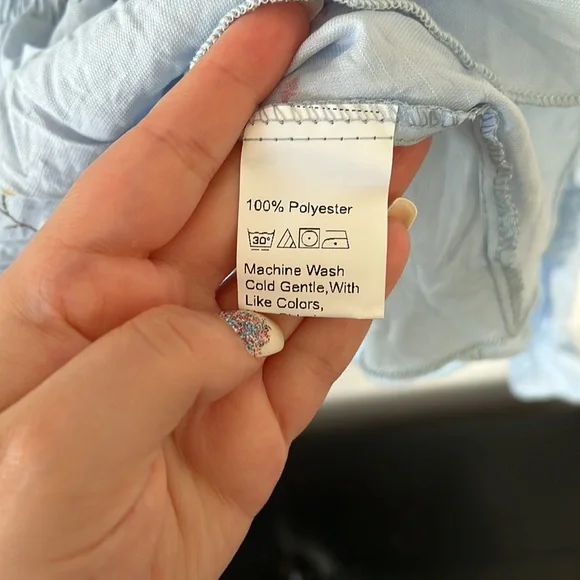 100% Polyester
30°
Machine Wash
Cold Gentle,With
Like Colors,